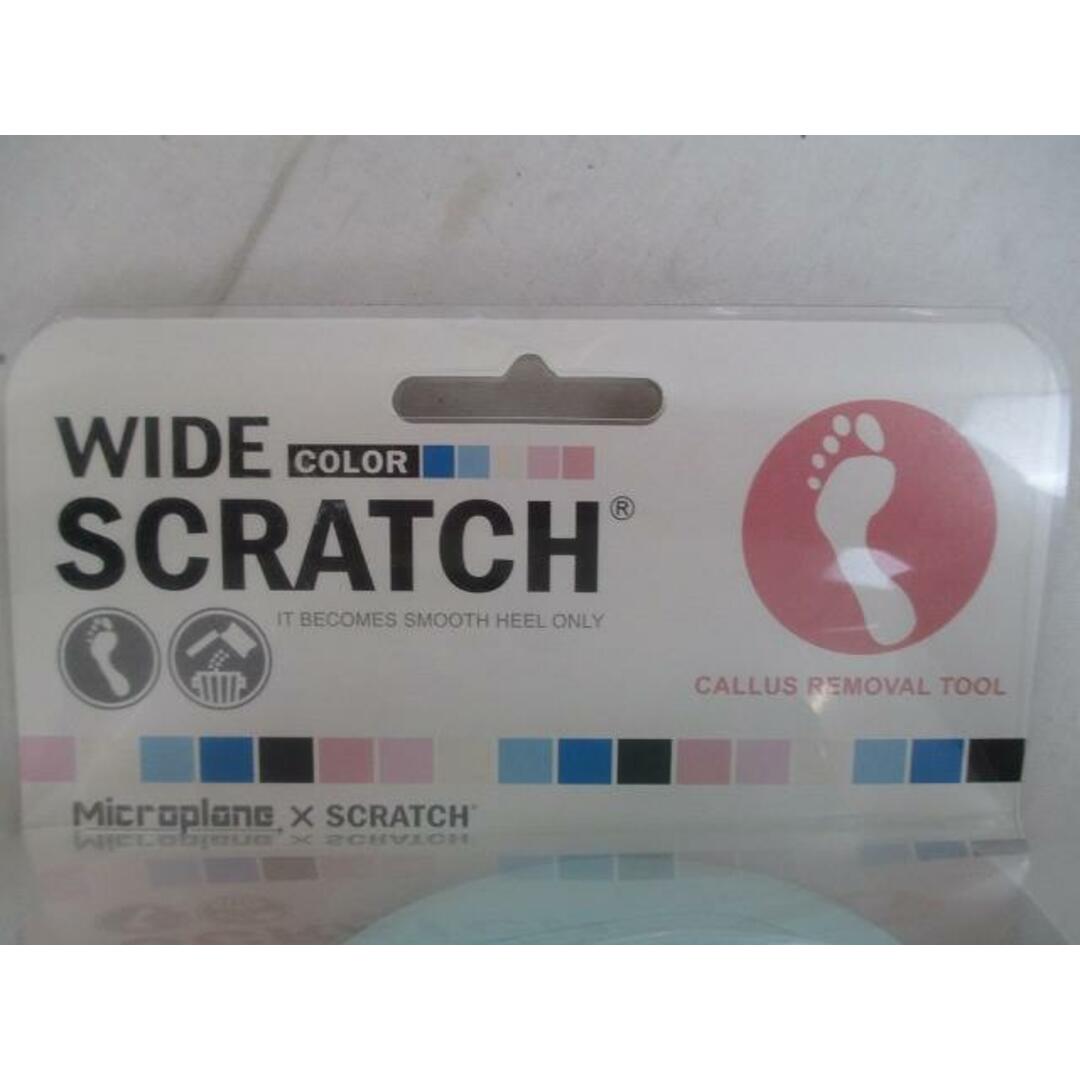 WIDE COLOR
SCRATCH®
IT BECOMES SMOOTH HEEL ONLY
CALLUS REMOVAL TOOL
Microplane × SCRATCH